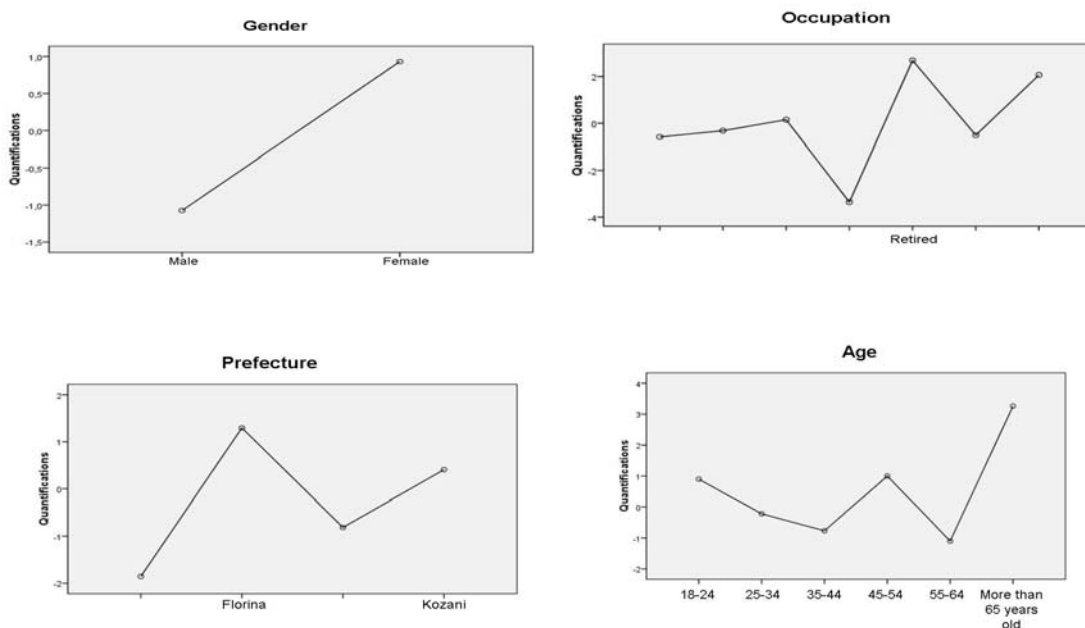 Gender
Quantifications
1,0
0,5
0,0
-0,5
-1,0
-1,5
Male Female
Occupation
Quantifications
2
0
-2
-4
Retired
Prefecture
Quantifications
2
1
0
-1
-2
Florina Kozani
Age
Quantifications
4
3
2
1
0
-1
-2
18-24 25-34 35-44 45-54 55-64 More than
65 years
old